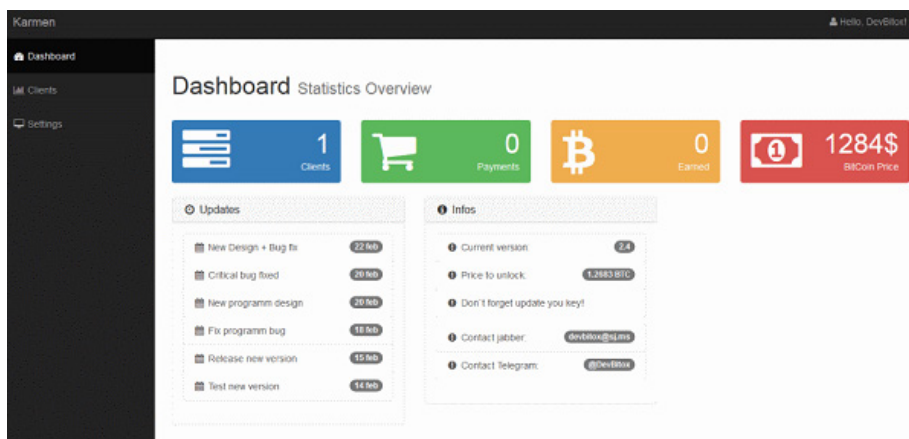 Karmen
Hello, DevBitox!
Dashboard
Clients
Settings
Dashboard Statistics Overview
1
Clients
0
Payments
0
Earned
1284$
BitCoin Price
Updates
New Design + Bug fix 22 feb
Critical bug fixed 20 feb
New programm design 20 feb
Fix programm bug 18 feb
Release new version 15 feb
Test new version 14 feb
Infos
Current version: 2.4
Price to unlock: 1.2683 BTC
Don`t forget update you key!
Contact jabber: devbitox@sj.ms
Contact Telegram: @DevBitox